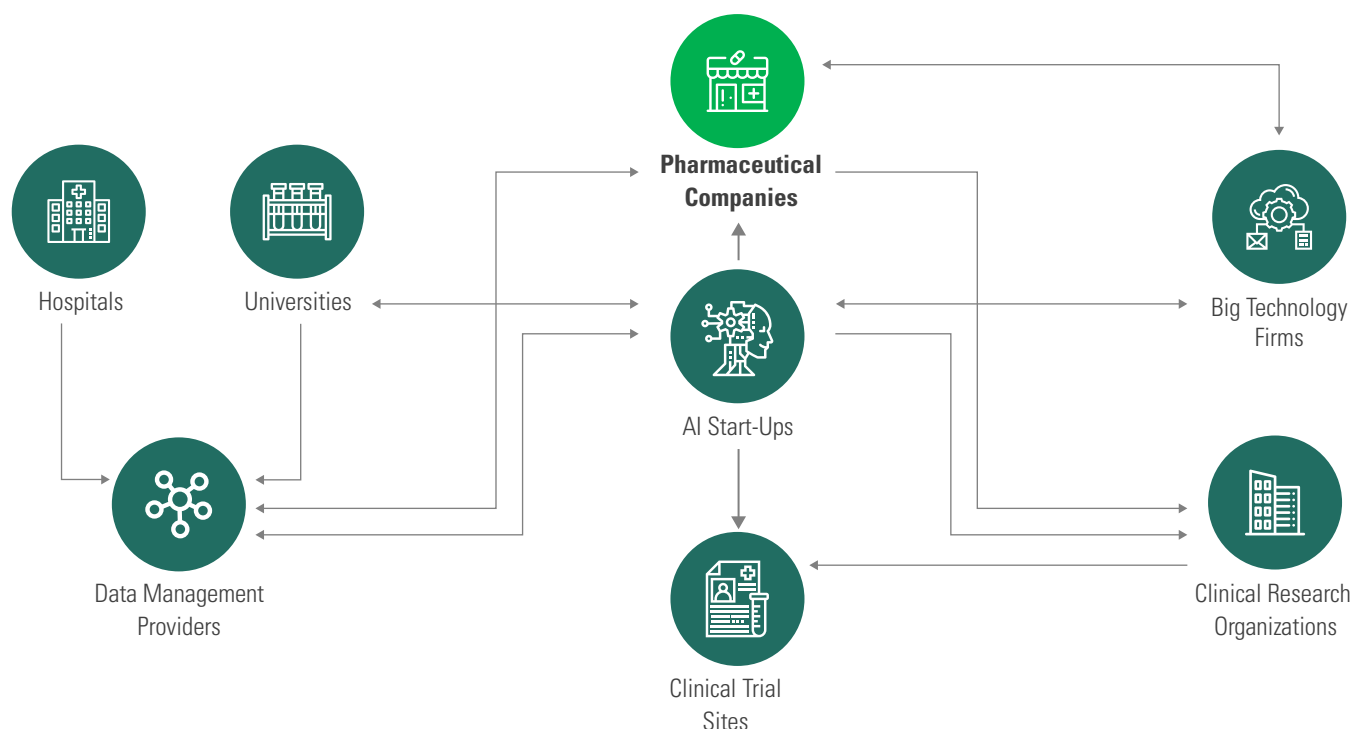 Pharmaceutical
Companies
Hospitals
Universities
Big Technology
Firms
AI Start-Ups
Data Management
Providers
Clinical Research
Organizations
Clinical Trial
Sites